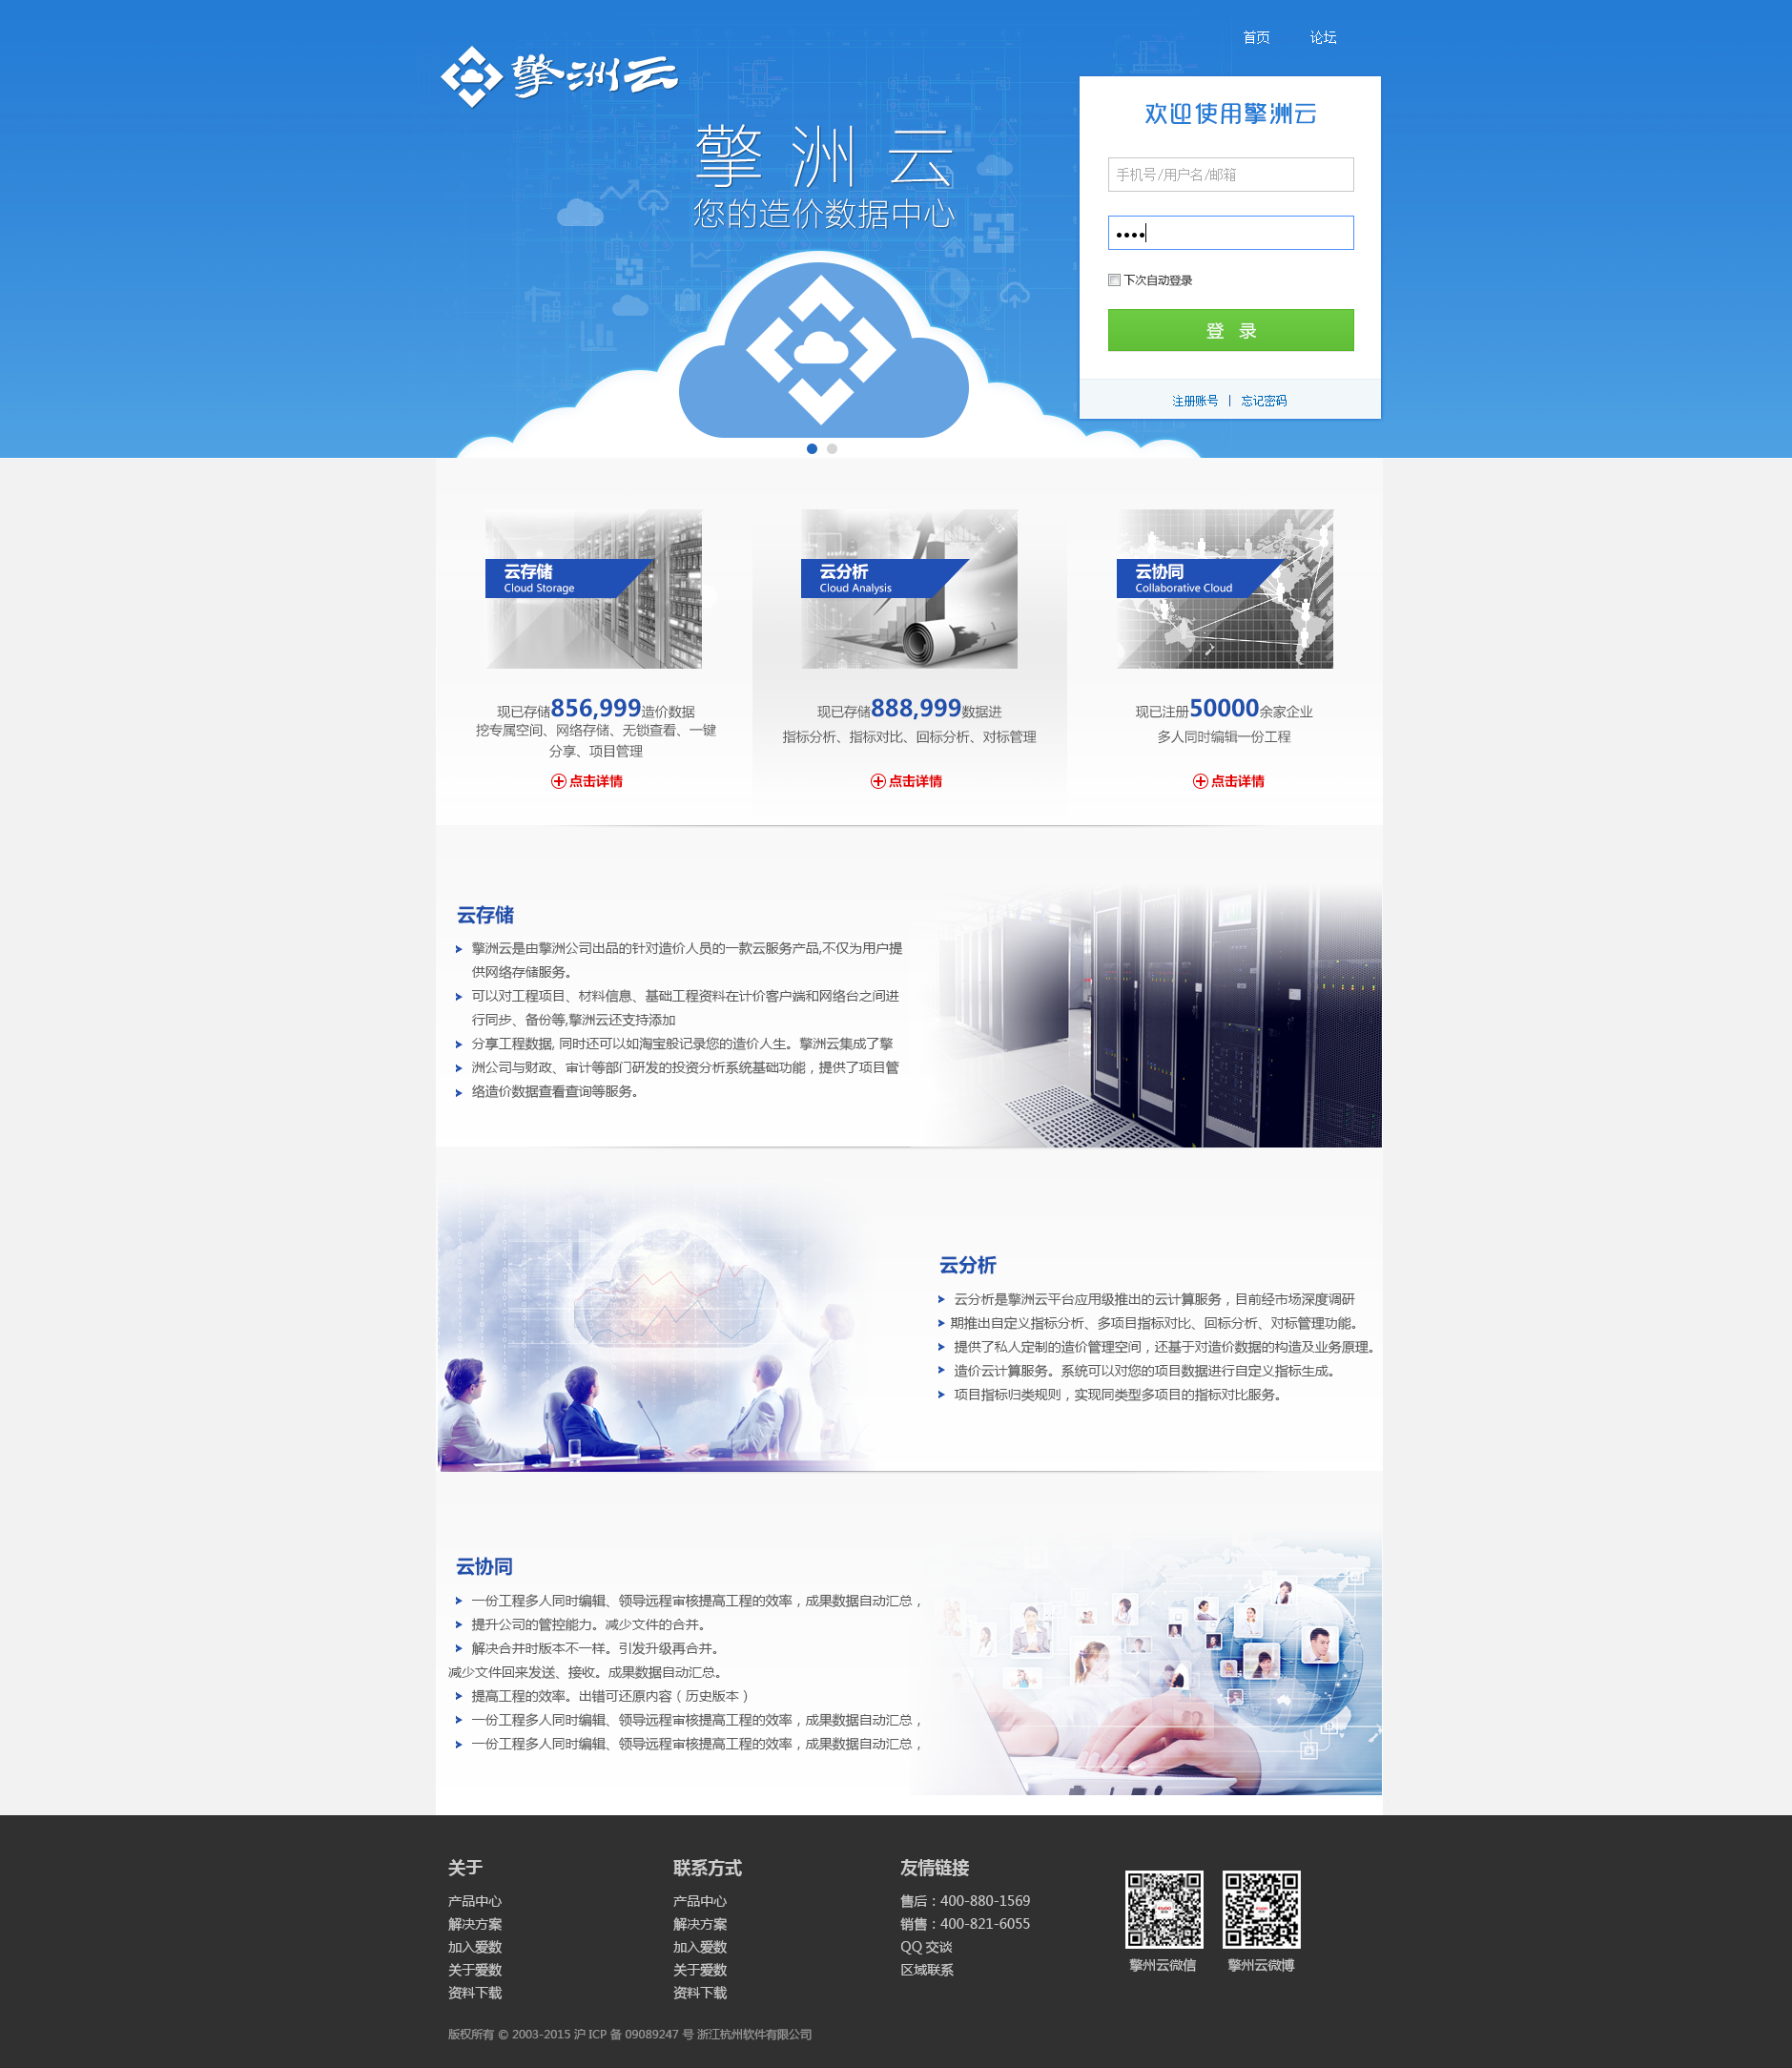 首页 论坛
擎洲云
擎洲云
您的造价数据中心
欢迎使用擎洲云
手机号/用户名/邮箱
下次自动登录
登 录
注册账号 | 忘记密码
云存储
Cloud Storage
现已存储856,999造价数据
挖专属空间、网络存储、无锁查看、一键
分享、项目管理
点击详情
云分析
Cloud Analysis
现已存储888,999数据进
指标分析、指标对比、回标分析、对标管理
点击详情
云协同
Collaborative Cloud
现已注册50000余家企业
多人同时编辑一份工程
点击详情
云存储
擎洲云是由擎洲公司出品的针对造价人员的一款云服务产品,不仅为用户提
供网络存储服务。
可以对工程项目、材料信息、基础工程资料在计价客户端和网络台之间进
行同步、备份等,擎洲云还支持添加
分享工程数据, 同时还可以如淘宝般记录您的造价人生。擎洲云集成了擎
洲公司与财政、审计等部门研发的投资分析系统基础功能，提供了项目管
络造价数据查看查询等服务。
云分析
云分析是擎洲云平台应用级推出的云计算服务，目前经市场深度调研
期推出自定义指标分析、多项目指标对比、回标分析、对标管理功能。
提供了私人定制的造价管理空间，还基于对造价数据的构造及业务原理。
造价云计算服务。系统可以对您的项目数据进行自定义指标生成。
项目指标归类规则，实现同类型多项目的指标对比服务。
云协同
一份工程多人同时编辑、领导远程审核提高工程的效率，成果数据自动汇总，
提升公司的管控能力。减少文件的合并。
解决合并时版本不一样。引发升级再合并。
减少文件回来发送、接收。成果数据自动汇总。
提高工程的效率。出错可还原内容（历史版本）
一份工程多人同时编辑、领导远程审核提高工程的效率，成果数据自动汇总，
一份工程多人同时编辑、领导远程审核提高工程的效率，成果数据自动汇总，
关于
产品中心
解决方案
加入爱数
关于爱数
资料下载
联系方式
产品中心
解决方案
加入爱数
关于爱数
资料下载
友情链接
售后：400-880-1569
销售：400-821-6055
QQ 交谈
区域联系
擎州云微信
擎州云微博
版权所有 © 2003-2015 沪 ICP 备 09089247 号 浙江杭州软件有限公司